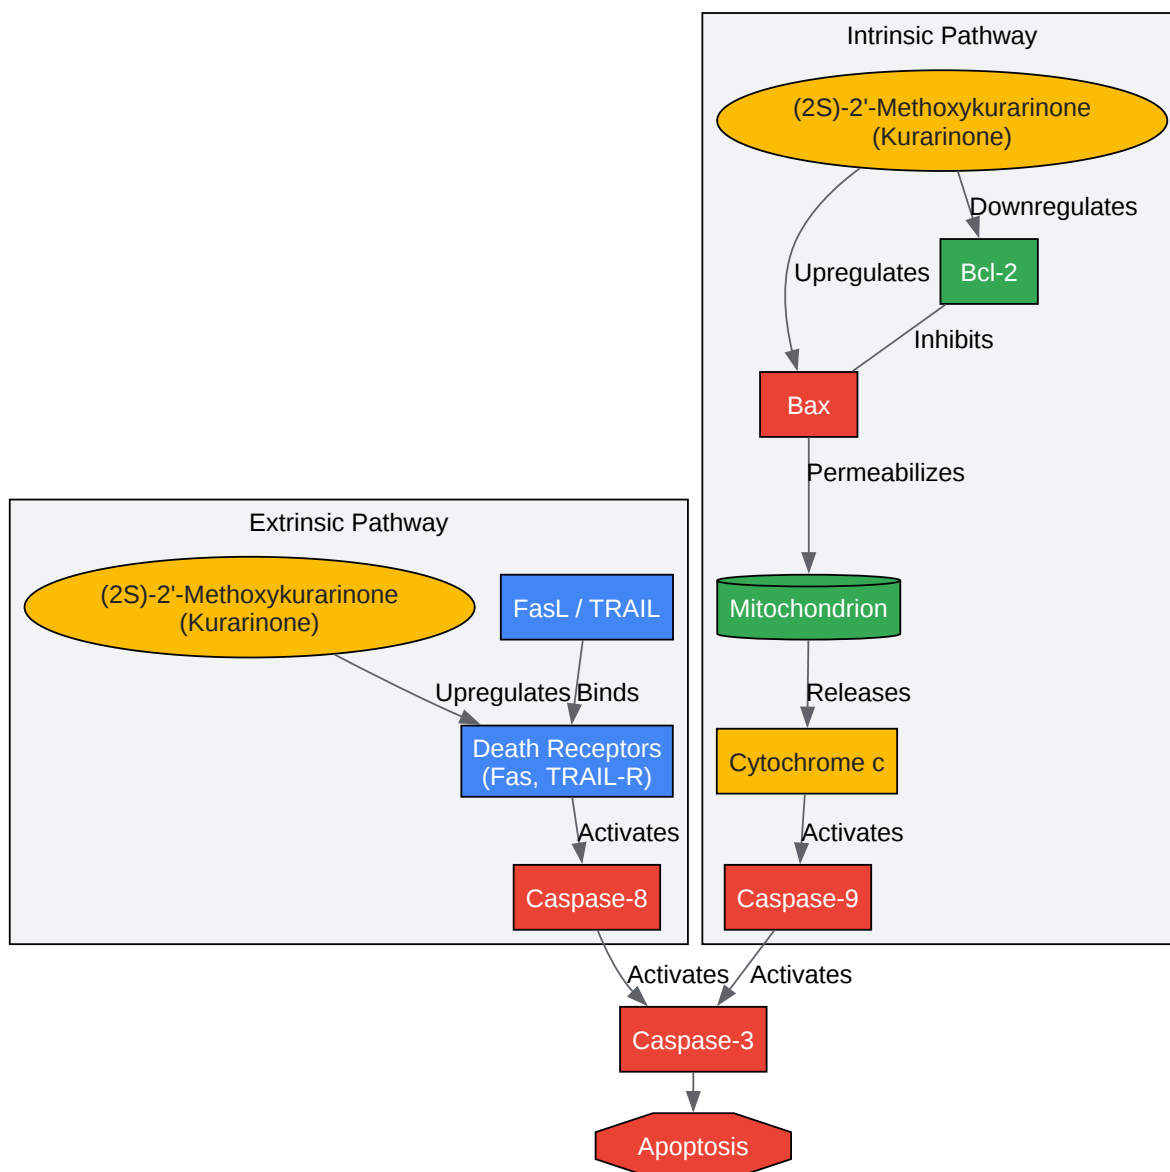 Intrinsic Pathway
(2S)-2'-Methoxykurarinone
(Kurarinone)
Downregulates
Upregulates
Bcl-2
Inhibits
Bax
Permeabilizes
Mitochondrion
Releases
Cytochrome c
Activates
Caspase-9
Extrinsic Pathway
(2S)-2'-Methoxykurarinone
(Kurarinone)
FasL / TRAIL
Upregulates
Binds
Death Receptors
(Fas, TRAIL-R)
Activates
Caspase-8
Activates
Activates
Caspase-3
Apoptosis